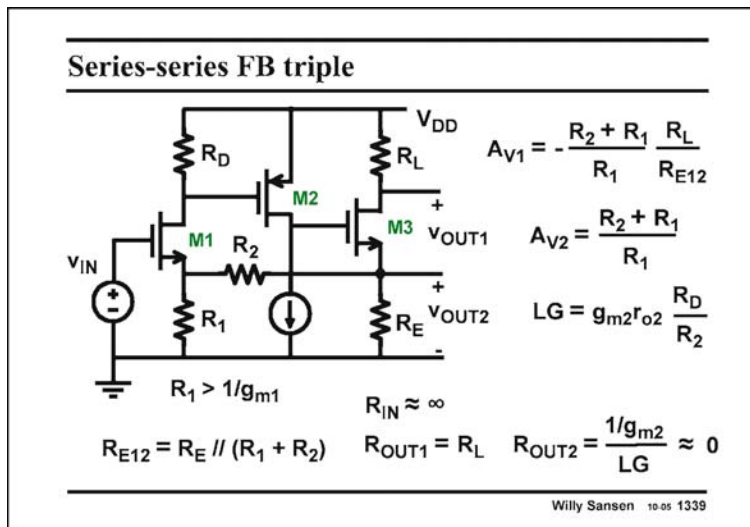 Series-series FB triple
V_DD
R_D
R_L
M2
M1
M3
+
v_OUT1
R_2
v_IN
+
-
+
v_OUT2
R_1
R_E
-
A_V1 = - (R_2 + R_1)/R_1 R_L/R_E12
A_V2 = (R_2 + R_1)/R_1
LG = g_m2 r_o2 R_D/R_2
R_1 > 1/g_m1
R_IN ≈ ∞
R_E12 = R_E // (R_1 + R_2)
R_OUT1 = R_L
R_OUT2 = (1/g_m2)/LG ≈ 0
Willy Sansen 10-05 1339